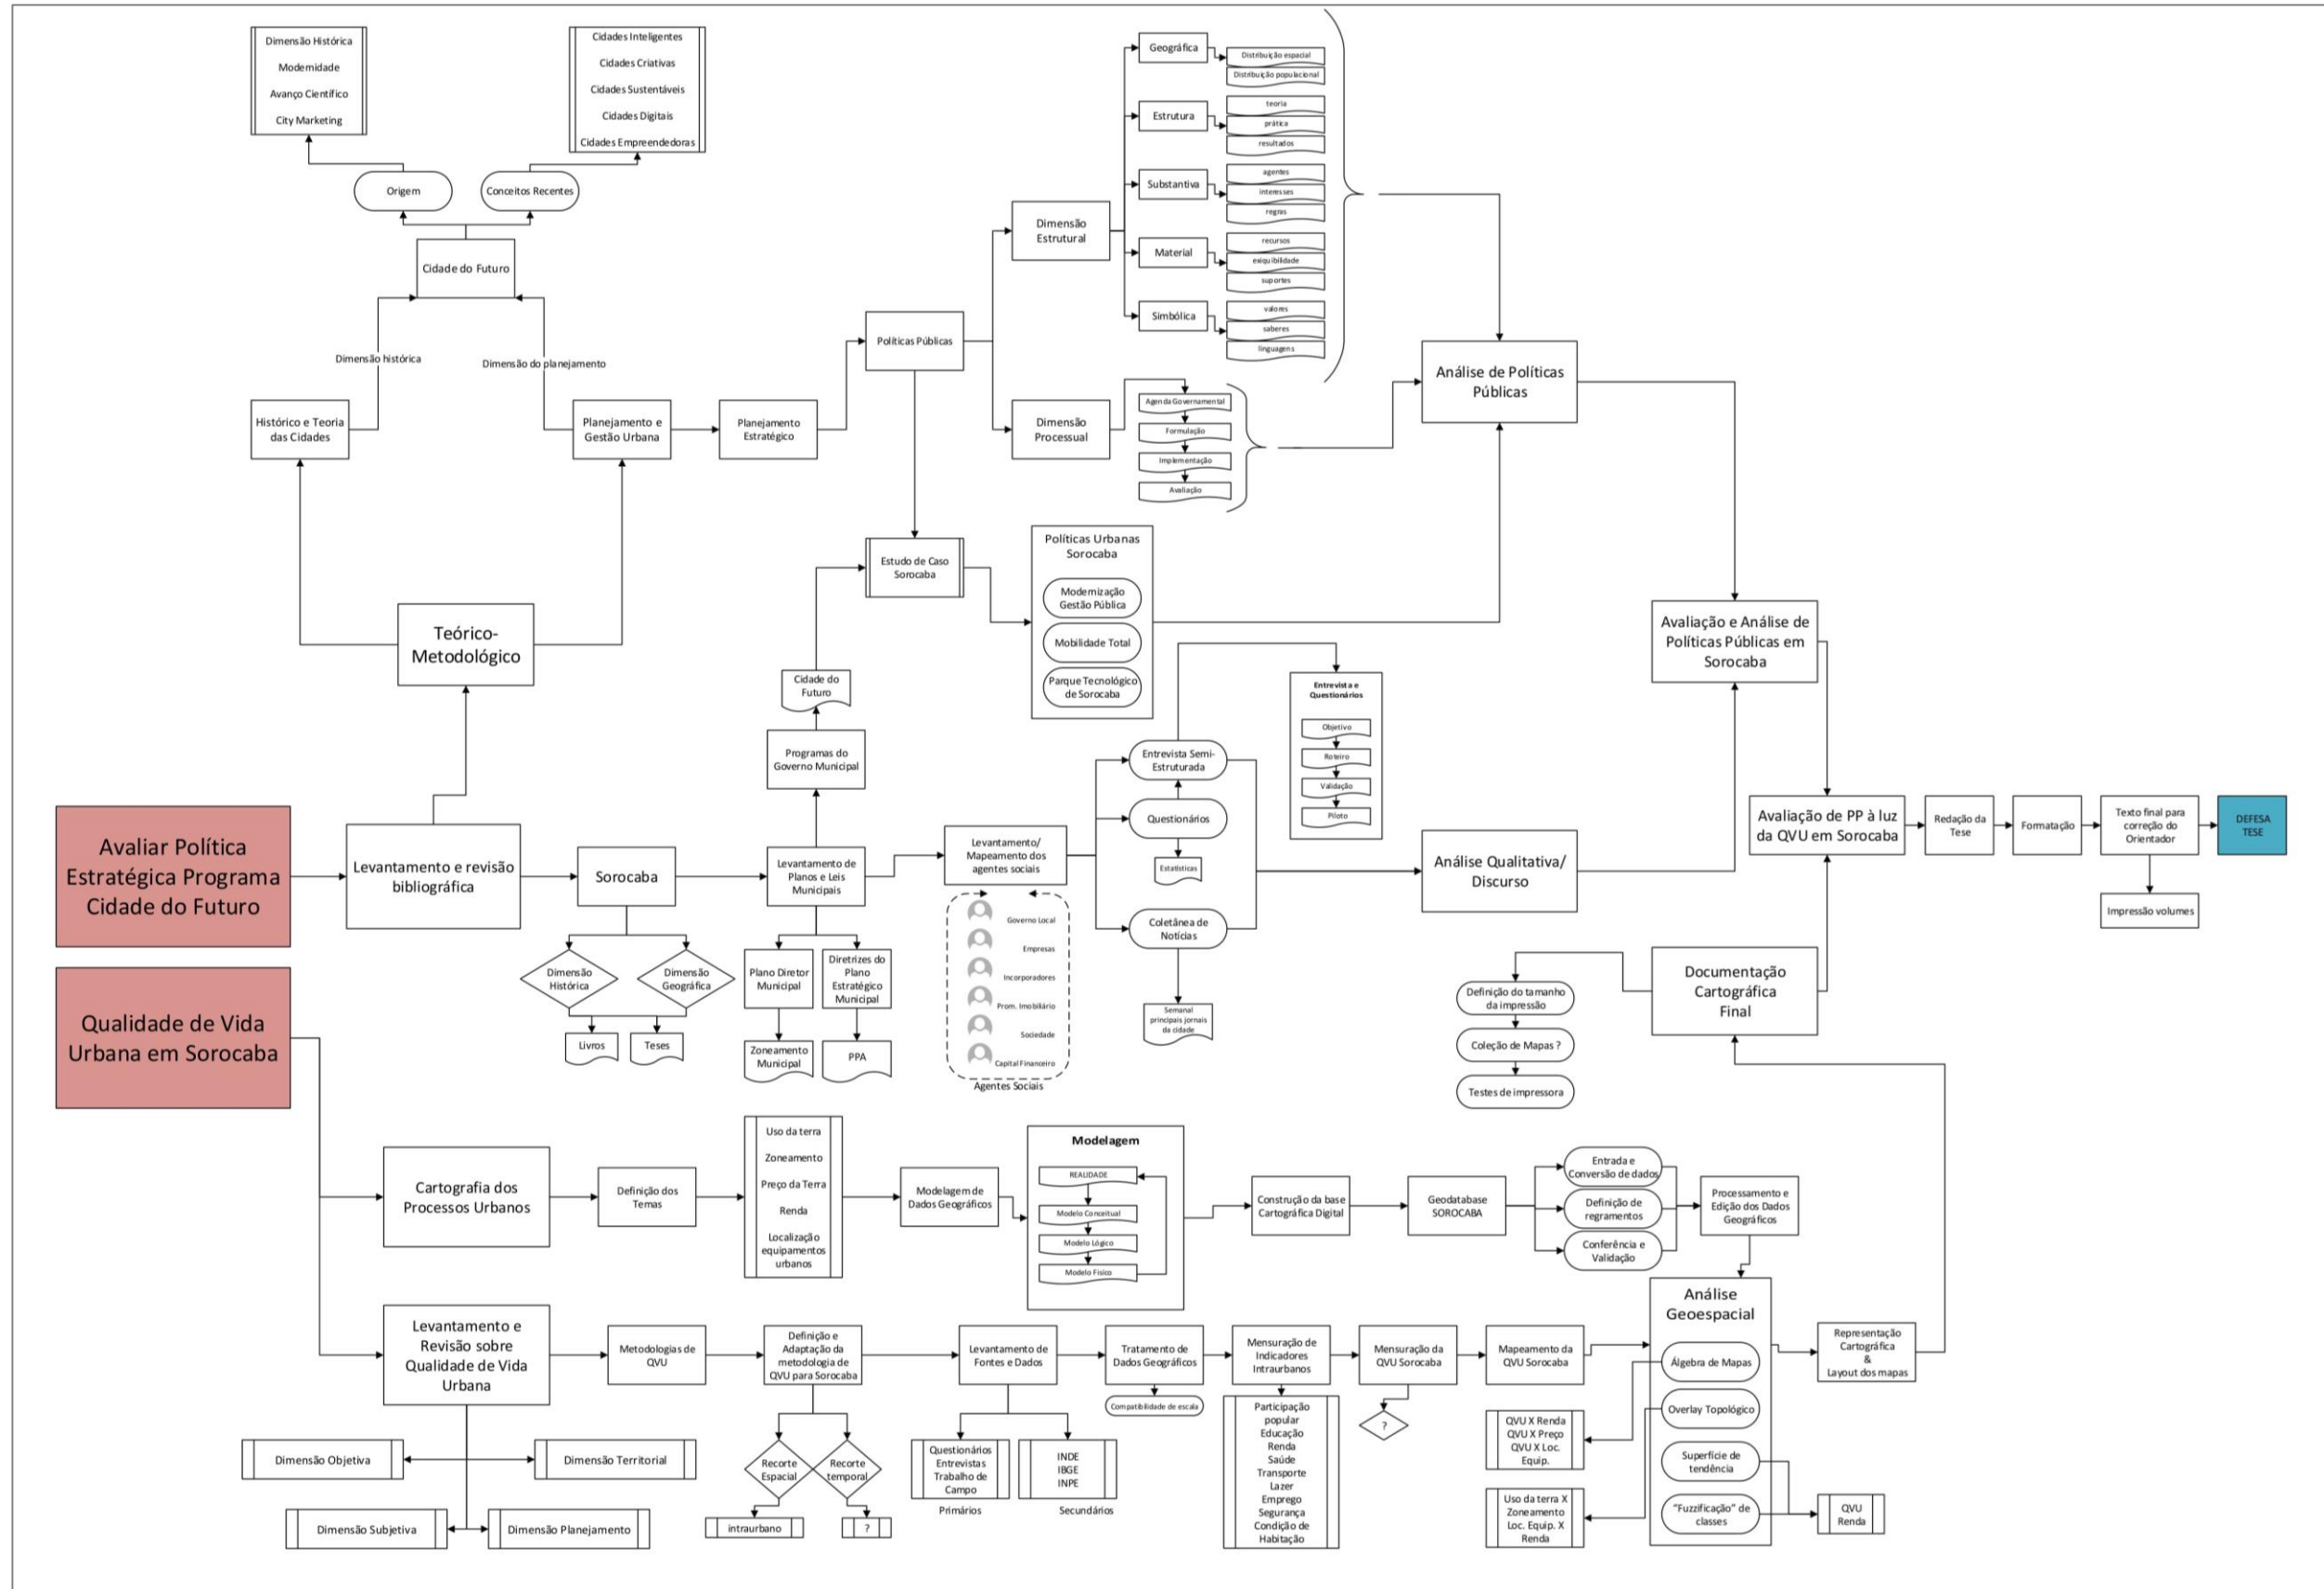 Dimensão Histórica
Modernidade
Avanço Científico
City Marketing
Cidades Inteligentes
Cidades Criativas
Cidades Sustentáveis
Cidades Digitais
Cidades Empreendedoras
Origem
Conceitos Recentes
Cidade do Futuro
Dimensão histórica
Dimensão do planejamento
Histórico e Teoria
das Cidades
Planejamento e
Gestão Urbana
Planejamento
Estratégico
Políticas Públicas
Dimensão
Estrutural
Geográfica
Distribuição espacial
Distribuição populacional
Estrutura
teoria
prática
resultados
Substantiva
agentes
interesses
regras
Material
recursos
exiquibilidade
suportes
Simbólica
valores
saberes
linguagens
Dimensão
Processual
Agenda Governamental
Formulação
Implementação
Avaliação
Análise de Políticas
Públicas
Teórico-
Metodológico
Estudo de Caso
Sorocaba
Políticas Urbanas
Sorocaba
Modernização
Gestão Pública
Mobilidade Total
Parque Tecnológico
de Sorocaba
Cidade do
Futuro
Programas do
Governo Municipal
Entrevista e
Questionários
Objetivo
Roteiro
Validação
Piloto
Avaliação e Análise de
Políticas Públicas em
Sorocaba
Avaliar Política
Estratégica Programa
Cidade do Futuro
Levantamento e revisão
bibliográfica
Sorocaba
Levantamento de
Planos e Leis
Municipais
Levantamento/
Mapeamento dos
agentes sociais
Entrevista Semi-
Estruturada
Questionários
Estatísticas
Coletânea de
Notícias
Semanal
principais jornais
da cidade
Análise Qualitativa/
Discurso
Avaliação de PP à luz
da QVU em Sorocaba
Redação da
Tese
Formatação
Texto final para
correção do
Orientador
DEFESA
TESE
Impressão volumes
Dimensão
Histórica
Dimensão
Geográfica
Livros
Teses
Plano Diretor
Municipal
Diretrizes do
Plano
Estratégico
Municipal
Zoneamento
Municipal
PPA
Governo Local
Empresas
Incorporadores
Prom. Imobiliário
Sociedade
Capital Financeiro
Agentes Sociais
Documentação
Cartográfica
Final
Definição do tamanho
da impressão
Coleção de Mapas ?
Testes de impressora
Qualidade de Vida
Urbana em Sorocaba
Cartografia dos
Processos Urbanos
Definição dos
Temas
Uso da terra
Zoneamento
Preço da Terra
Renda
Localização
equipamentos
urbanos
Modelagem de
Dados Geográficos
Modelagem
REALIDADE
Modelo Conceitual
Modelo Lógico
Modelo Fisico
Construção da base
Cartográfica Digital
Geodatabase
SOROCABA
Entrada e
Conversão de dados
Definição de
regramentos
Conferência e
Validação
Processamento e
Edição dos Dados
Geográficos
Levantamento e
Revisão sobre
Qualidade de Vida
Urbana
Metodologias de
QVU
Definição e
Adaptação da
metodologia de
QVU para Sorocaba
Levantamento de
Fontes e Dados
Tratamento de
Dados Geográficos
Compatibilidade de escala
Mensuração de
Indicadores
Intraurbanos
Mensuração da
QVU Sorocaba
Mapeamento da
QVU Sorocaba
Análise
Geoespacial
Álgebra de Mapas
Overlay Topológico
Superfície de
tendência
“Fuzzificação” de
classes
Representação
Cartográfica
&
Layout dos mapas
Dimensão Objetiva
Dimensão Territorial
Dimensão Subjetiva
Dimensão Planejamento
Recorte
Espacial
Recorte
temporal
intraurbano
?
Questionários
Entrevistas
Trabalho de
Campo
Primários
INDE
IBGE
INPE
Secundários
Participação
popular
Educação
Renda
Saúde
Transporte
Lazer
Emprego
Segurança
Condição de
Habitação
?
QVU X Renda
QVU X Preço
QVU X Loc.
Equip.
Uso da terra X
Zoneamento
Loc. Equip. X
Renda
QVU
Renda